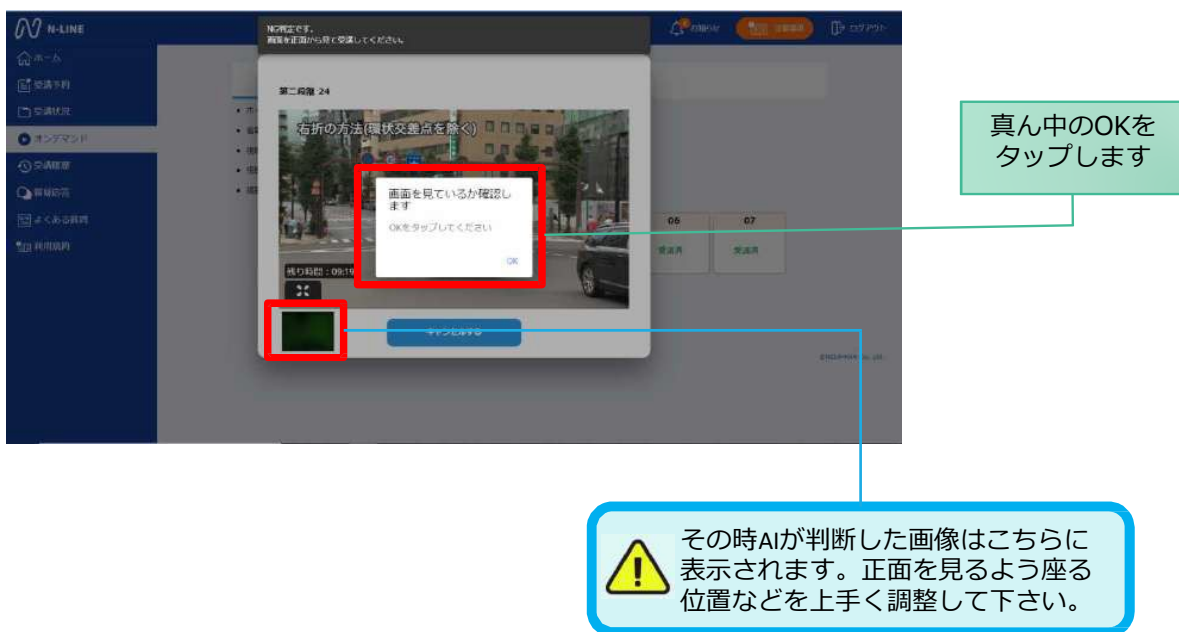 N-LINE
NG判定です。
画面を正面から見て受講してください。
お知らせ
ログアウト
ホーム
受講予約
受講状況
オンデマンド
受講履歴
質疑応答
よくある質問
利用規約
第二段階 24
右折の方法(環状交差点を除く)
画面を見ているか確認し
ます
OKをタップしてください
OK
残り時間：09:19
キャンセルする
06
07
受講済
受講済
真ん中のOKを
タップします
その時AIが判断した画像はこちらに
表示されます。正面を見るよう座る
位置などを上手く調整して下さい。